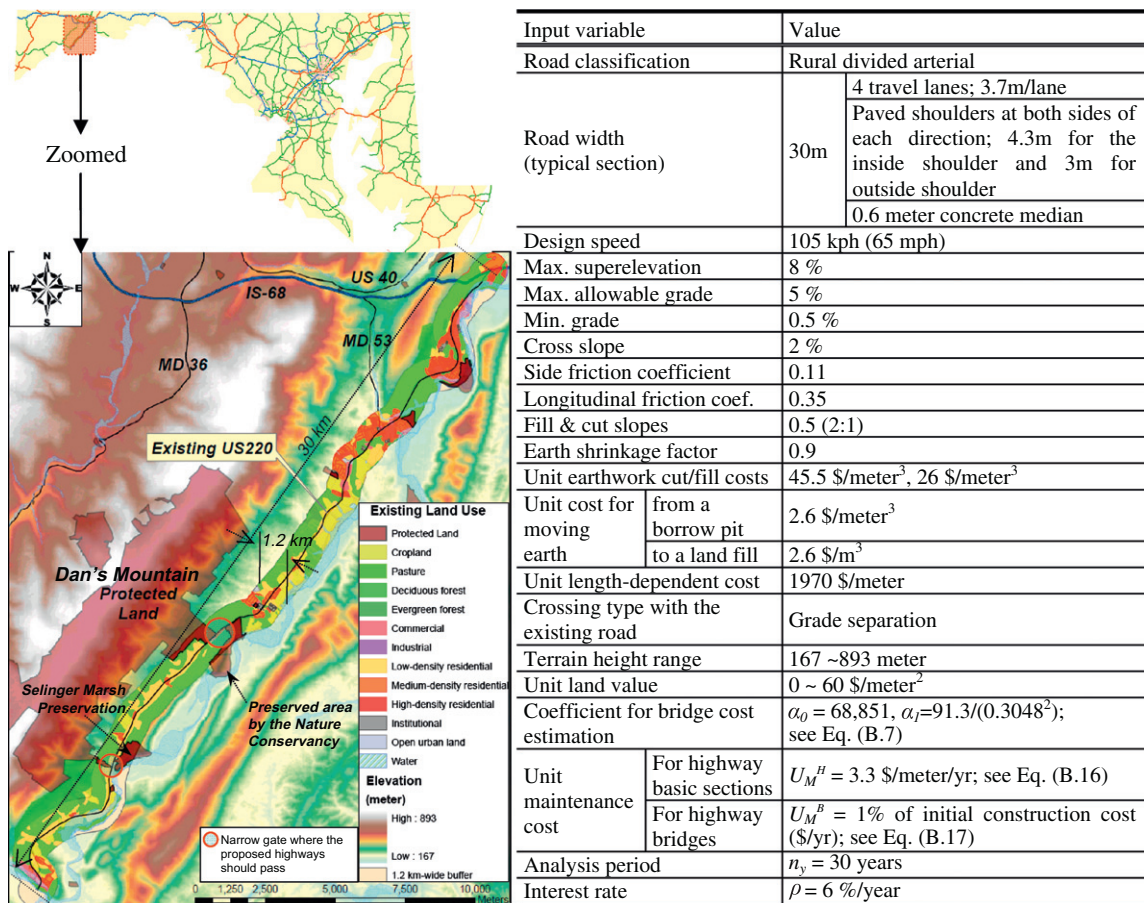 Zoomed
N
W E
S
US 40
IS-68
MD 53
MD 36
30 km
Existing US220
1.2 km
Dan's Mountain
Protected
Land
Selinger Marsh
Preservation
Preserved area
by the Nature
Conservancy
Existing Land Use
Protected Land
Cropland
Pasture
Deciduous forest
Evergreen forest
Commercial
Industrial
Low-density residential
Medium-density residential
High-density residential
Institutional
Open urban land
Water
Elevation
(meter)
High : 893
Low : 167
1.2 km-wide buffer
Narrow gate where the
proposed highways
should pass
0 1,250 2,500 5,000 7,500 10,000
Meters
Input variable Value
Road classification Rural divided arterial
Road width
(typical section)
30m
4 travel lanes; 3.7m/lane
Paved shoulders at both sides of
each direction; 4.3m for the
inside shoulder and 3m for
outside shoulder
0.6 meter concrete median
Design speed 105 kph (65 mph)
Max. superelevation 8 %
Max. allowable grade 5 %
Min. grade 0.5 %
Cross slope 2 %
Side friction coefficient 0.11
Longitudinal friction coef. 0.35
Fill & cut slopes 0.5 (2:1)
Earth shrinkage factor 0.9
Unit earthwork cut/fill costs 45.5 $/meter³, 26 $/meter³
Unit cost for
moving
earth
from a
borrow pit
2.6 $/meter³
to a land fill 2.6 $/m³
Unit length-dependent cost 1970 $/meter
Crossing type with the
existing road
Grade separation
Terrain height range 167 ~893 meter
Unit land value 0 ~ 60 $/meter²
Coefficient for bridge cost
estimation
α₀ = 68,851, α₁=91.3/(0.3048²);
see Eq. (B.7)
Unit
maintenance
cost
For highway
basic sections
U_M^H = 3.3 $/meter/yr; see Eq. (B.16)
For highway
bridges
U_M^B = 1% of initial construction cost
($/yr); see Eq. (B.17)
Analysis period n_y = 30 years
Interest rate ρ = 6 %/year